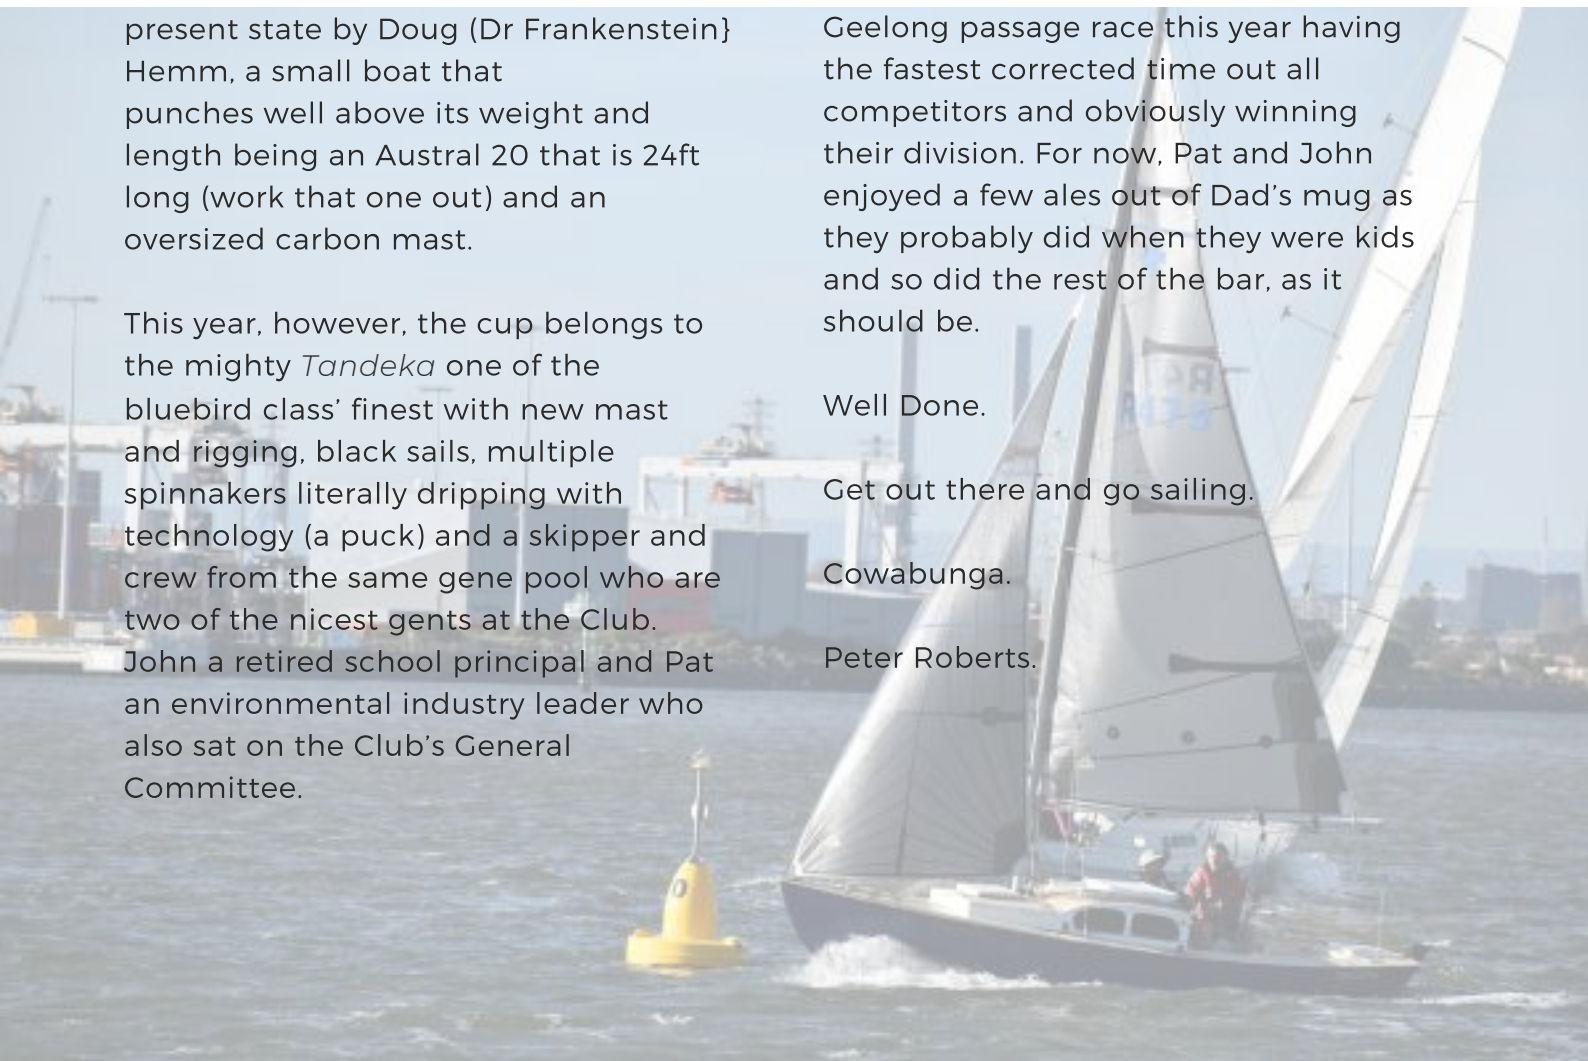 present state by Doug (Dr Frankenstein}
Hemm, a small boat that
punches well above its weight and
length being an Austral 20 that is 24ft
long (work that one out) and an
oversized carbon mast.
This year, however, the cup belongs to
the mighty Tandeka one of the
bluebird class’ finest with new mast
and rigging, black sails, multiple
spinnakers literally dripping with
technology (a puck) and a skipper and
crew from the same gene pool who are
two of the nicest gents at the Club.
John a retired school principal and Pat
an environmental industry leader who
also sat on the Club’s General
Committee.
Geelong passage race this year having
the fastest corrected time out all
competitors and obviously winning
their division. For now, Pat and John
enjoyed a few ales out of Dad’s mug as
they probably did when they were kids
and so did the rest of the bar, as it
should be.
Well Done.
Get out there and go sailing.
Cowabunga.
Peter Roberts.